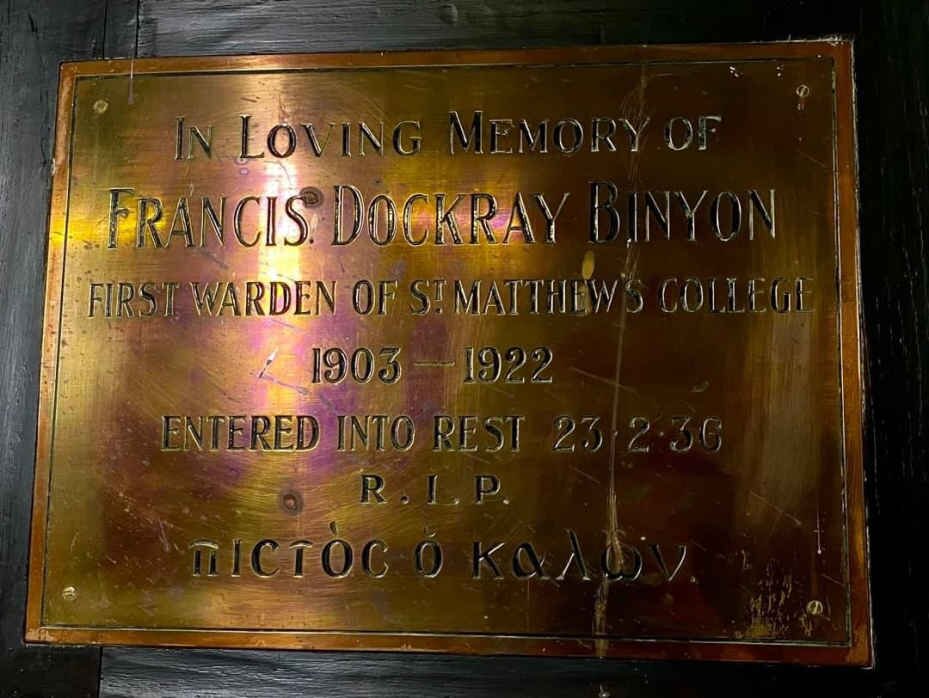 IN LOVING MEMORY OF
FRANCIS DOCKRAY BINYON
FIRST WARDEN OF ST MATTHEW'S COLLEGE
1903 — 1922
ENTERED INTO REST 23·2·36
R. I. P.
πιστὸς ὁ καλῶν.